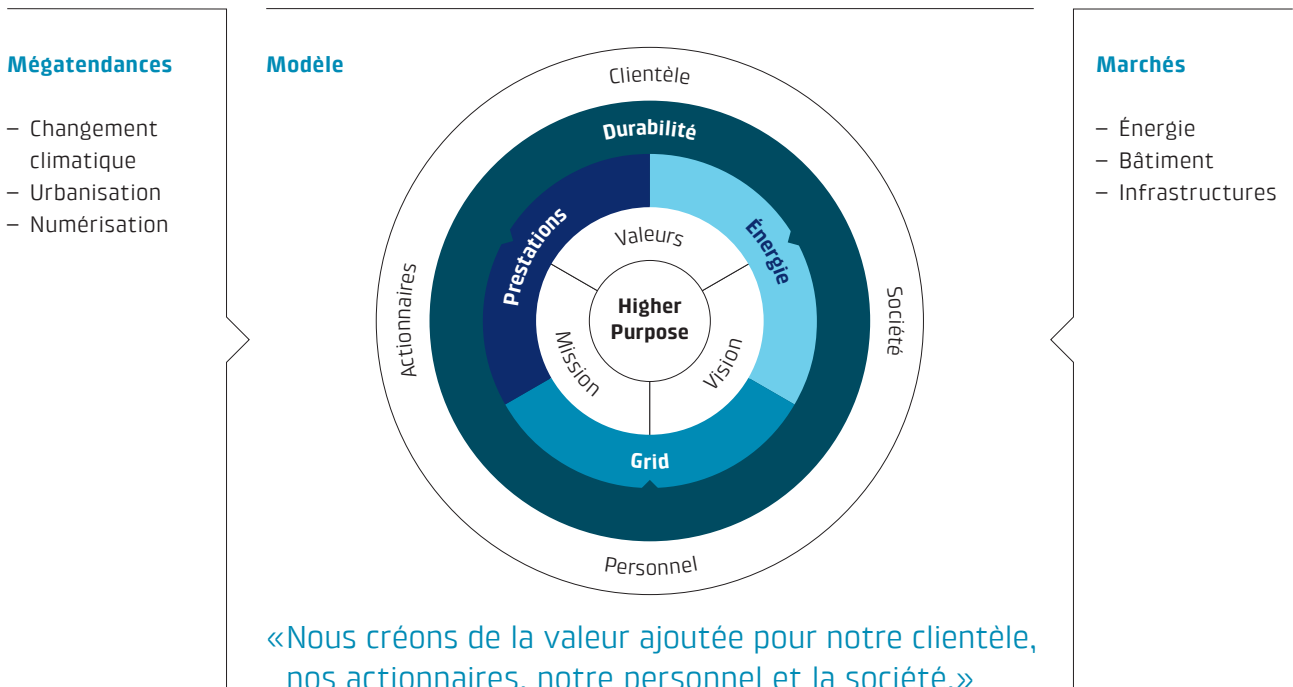 Mégatendances
– Changement
climatique
– Urbanisation
– Numérisation
Modèle
Clientèle
Durabilité
Prestations
Énergie
Valeurs
Higher
Purpose
Mission
Vision
Grid
Actionnaires
Société
Personnel
«Nous créons de la valeur ajoutée pour notre clientèle,
nos actionnaires, notre personnel et la société.»
Marchés
– Énergie
– Bâtiment
– Infrastructures